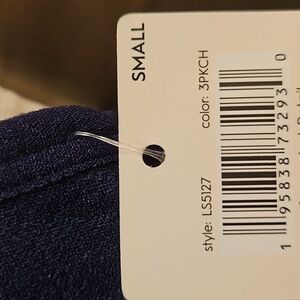 SMALL
color: 3PKCH
style: LS5127
1 95838 73293 0